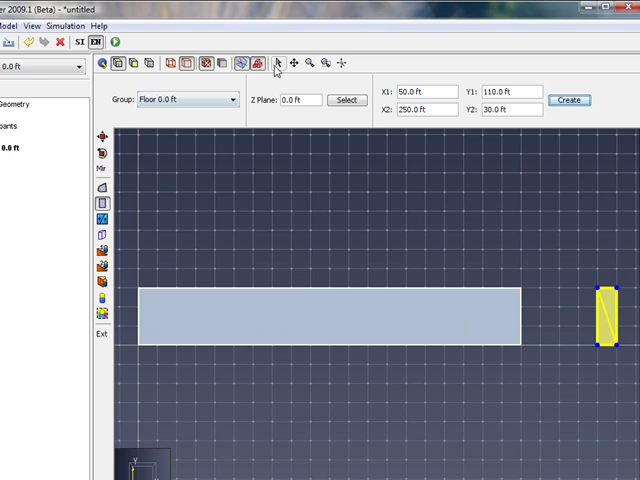 er 2009.1 (Beta) - *untitled
Model View Simulation Help
SI EN
0.0 ft
Group: Floor 0.0 ft Z Plane: 0.0 ft Select X1: 50.0 ft Y1: 110.0 ft Create
X2: 250.0 ft Y2: 30.0 ft
Geometry
pants
0.0 ft
Mir
Ext
Y